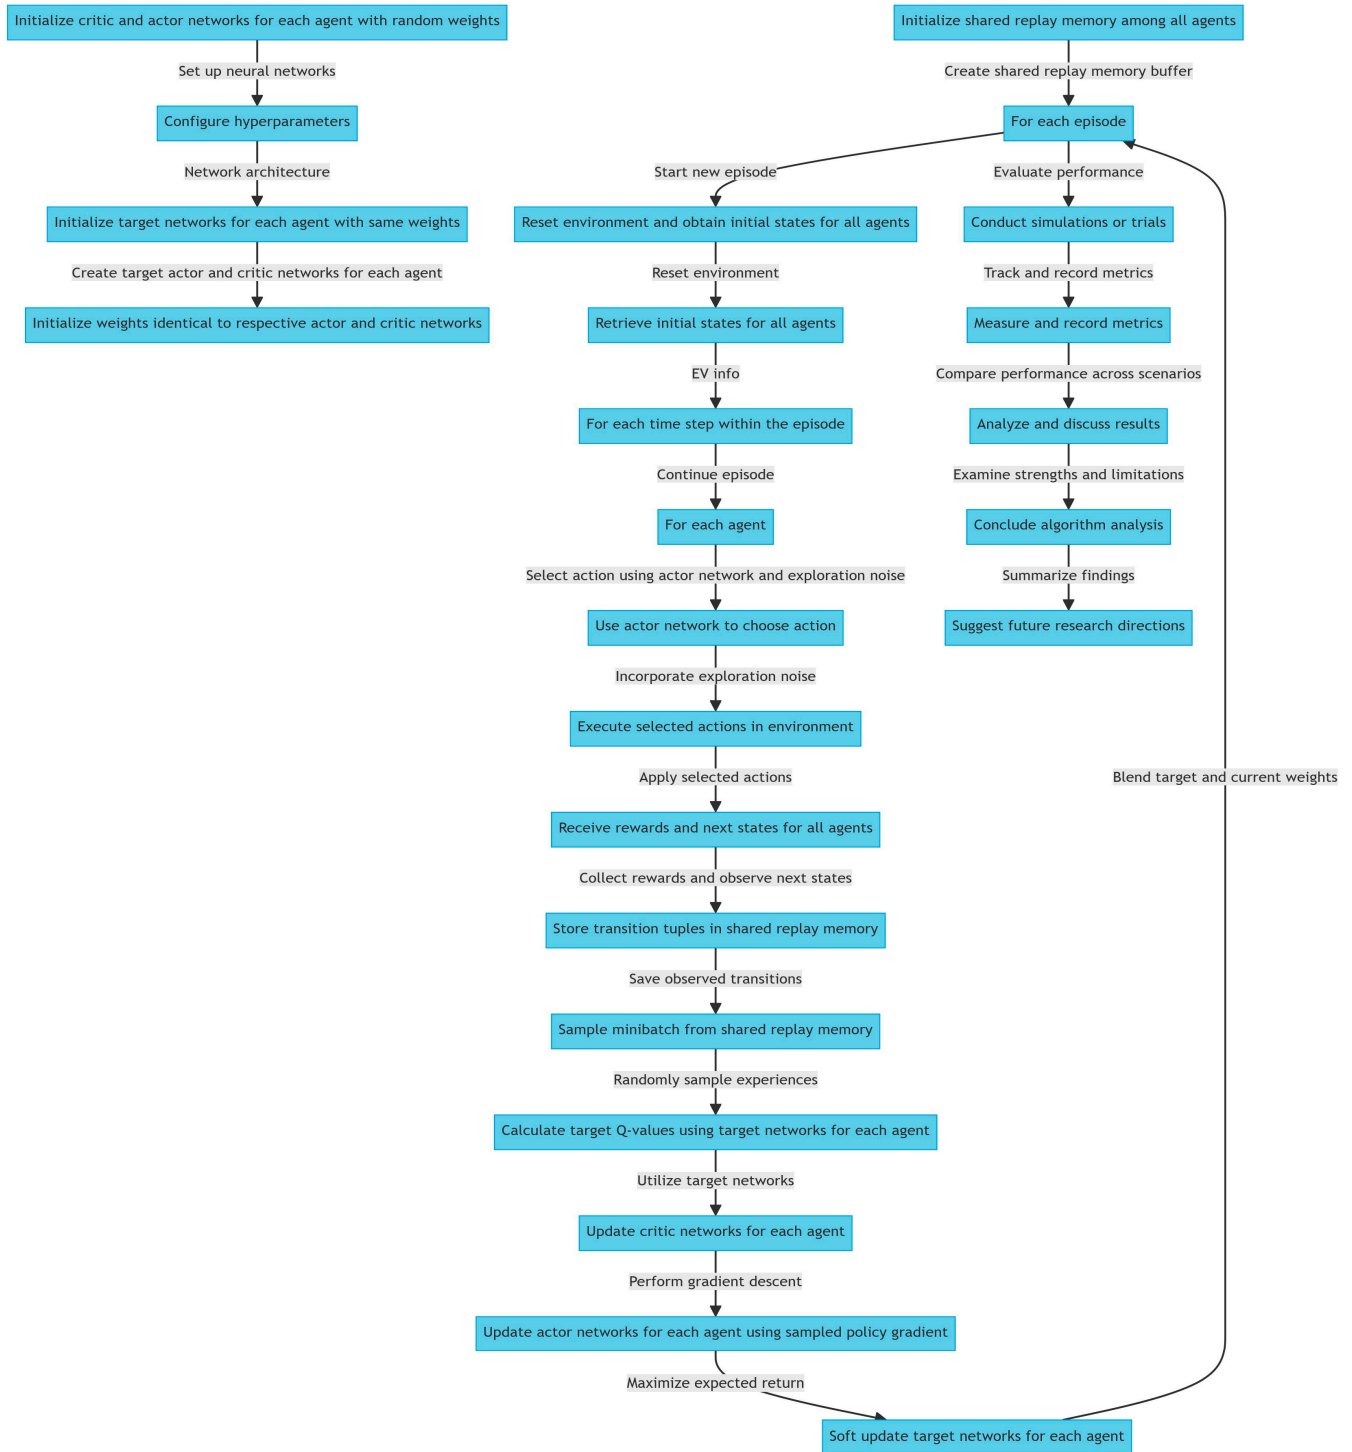 Initialize critic and actor networks for each agent with random weights
Set up neural networks
Configure hyperparameters
Network architecture
Initialize target networks for each agent with same weights
Create target actor and critic networks for each agent
Initialize weights identical to respective actor and critic networks
Initialize shared replay memory among all agents
Create shared replay memory buffer
For each episode
Start new episode
Reset environment and obtain initial states for all agents
Reset environment
Retrieve initial states for all agents
EV info
For each time step within the episode
Continue episode
For each agent
Select action using actor network and exploration noise
Use actor network to choose action
Incorporate exploration noise
Execute selected actions in environment
Apply selected actions
Receive rewards and next states for all agents
Collect rewards and observe next states
Store transition tuples in shared replay memory
Save observed transitions
Sample minibatch from shared replay memory
Randomly sample experiences
Calculate target Q-values using target networks for each agent
Utilize target networks
Update critic networks for each agent
Perform gradient descent
Update actor networks for each agent using sampled policy gradient
Maximize expected return
Soft update target networks for each agent
Blend target and current weights
Evaluate performance
Conduct simulations or trials
Track and record metrics
Measure and record metrics
Compare performance across scenarios
Analyze and discuss results
Examine strengths and limitations
Conclude algorithm analysis
Summarize findings
Suggest future research directions